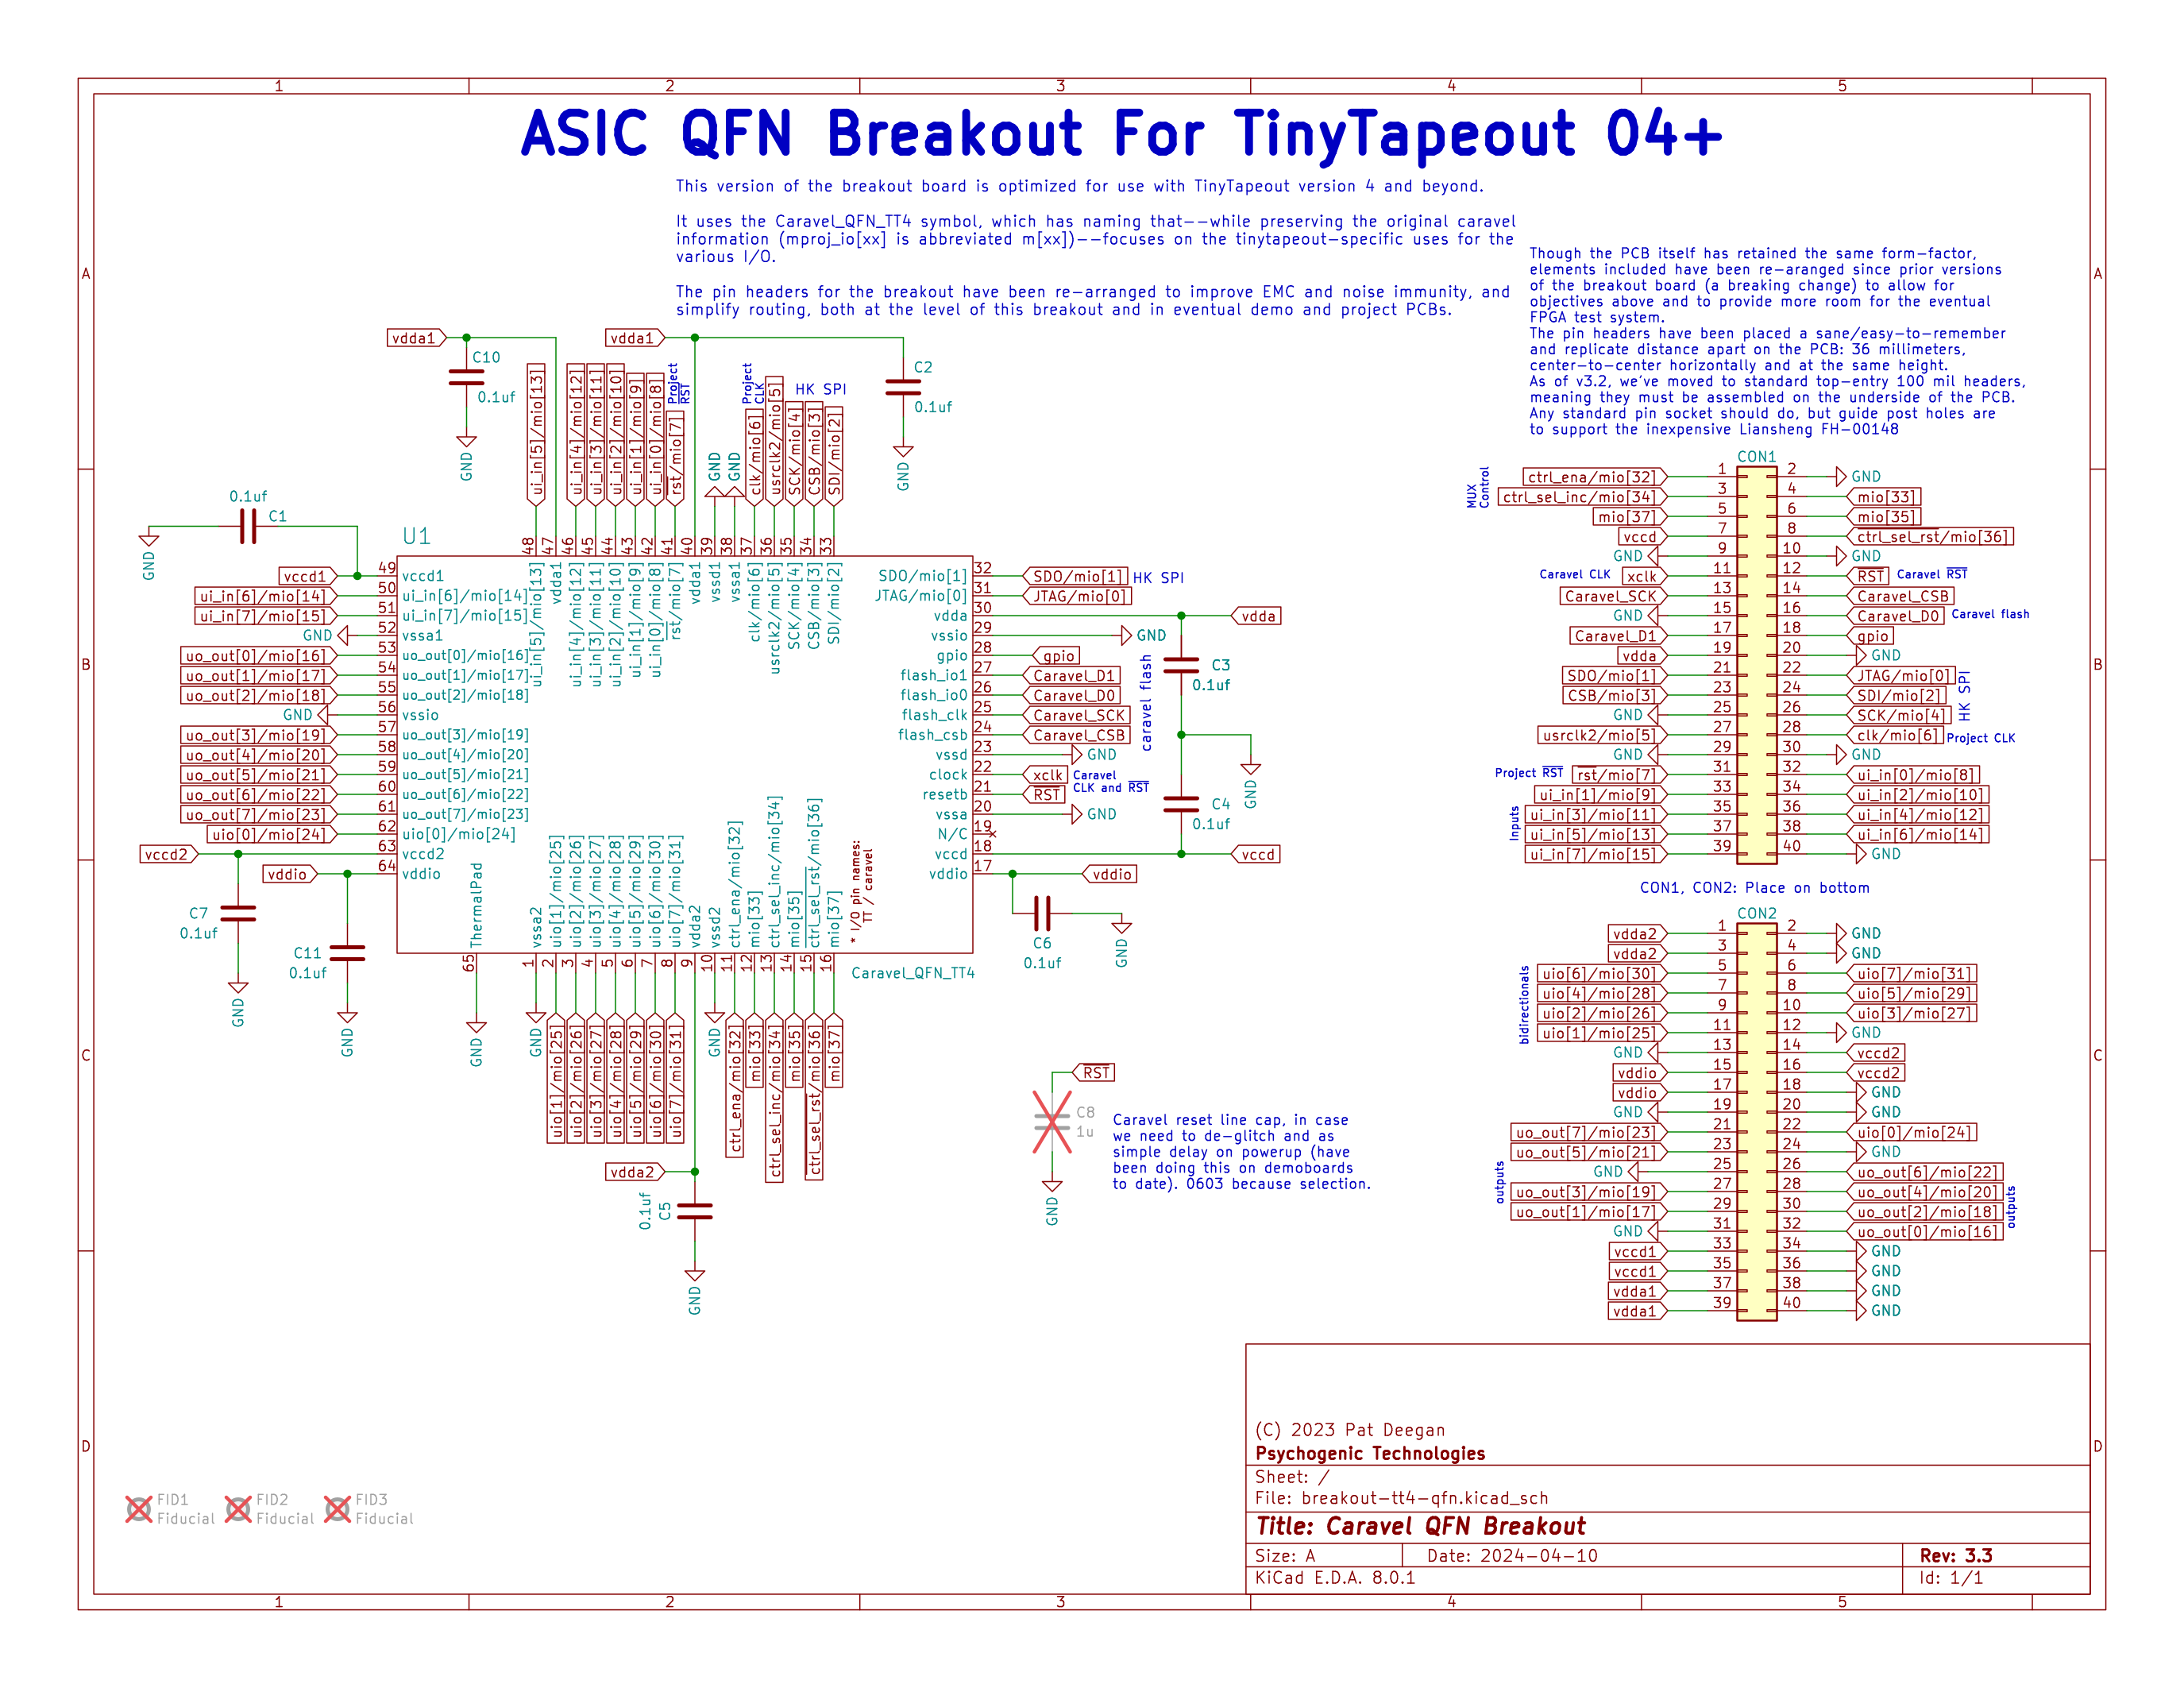 1 2 3 4 5
ASIC QFN Breakout For TinyTapeout 04+
This version of the breakout board is optimized for use with TinyTapeout version 4 and beyond.
It uses the Caravel_QFN_TT4 symbol, which has naming that--while preserving the original caravel
information (mproj_io[xx] is abbreviated m[xx])--focuses on the tinytapeout-specific uses for the
various I/O.
The pin headers for the breakout have been re-arranged to improve EMC and noise immunity, and
simplify routing, both at the level of this breakout and in eventual demo and project PCBs.
Though the PCB itself has retained the same form-factor,
elements included have been re-aranged since prior versions
of the breakout board (a breaking change) to allow for
objectives above and to provide more room for the eventual
FPGA test system.
The pin headers have been placed a sane/easy-to-remember
and replicate distance apart on the PCB: 36 millimeters,
center-to-center horizontally and at the same height.
As of v3.2, we've moved to standard top-entry 100 mil headers,
meaning they must be assembled on the underside of the PCB.
Any standard pin socket should do, but guide post holes are
to support the inexpensive Liansheng FH-00148
A A
B B
C C
D D
vdda1
C10
0.1uf
GND
vdda1
C2
0.1uf
GND
ui_in[5]/mio[13]
ui_in[4]/mio[12]
ui_in[3]/mio[11]
ui_in[2]/mio[10]
ui_in[1]/mio[9]
ui_in[0]/mio[8]
Project
RST
rst/mio[7]
GND
GND
Project
CLK
clk/mio[6]
usrclk2/mio[5]
SCK/mio[4]
CSB/mio[3]
SDI/mio[2]
HK SPI
0.1uf
C1
GND
U1
48 47 46 45 44 43 42 41 40 39 38 37 36 35 34 33
ui_in[5]/mio[13]
vdda1
ui_in[4]/mio[12]
ui_in[3]/mio[11]
ui_in[2]/mio[10]
ui_in[1]/mio[9]
ui_in[0]/mio[8]
rst/mio[7]
vdda1
vssd1
vssa1
clk/mio[6]
usrclk2/mio[5]
SCK/mio[4]
CSB/mio[3]
SDI/mio[2]
vccd1 49 vccd1
ui_in[6]/mio[14] 50 ui_in[6]/mio[14]
ui_in[7]/mio[15] 51 ui_in[7]/mio[15]
GND 52 vssa1
uo_out[0]/mio[16] 53 uo_out[0]/mio[16]
uo_out[1]/mio[17] 54 uo_out[1]/mio[17]
uo_out[2]/mio[18] 55 uo_out[2]/mio[18]
GND 56 vssio
uo_out[3]/mio[19] 57 uo_out[3]/mio[19]
uo_out[4]/mio[20] 58 uo_out[4]/mio[20]
uo_out[5]/mio[21] 59 uo_out[5]/mio[21]
uo_out[6]/mio[22] 60 uo_out[6]/mio[22]
uo_out[7]/mio[23] 61 uo_out[7]/mio[23]
uio[0]/mio[24] 62 uio[0]/mio[24]
vccd2 63 vccd2
vddio 64 vddio
SDO/mio[1] 32 SDO/mio[1] HK SPI
JTAG/mio[0] 31 JTAG/mio[0]
vdda 30 vdda
vssio 29 GND
gpio 28 gpio
flash_io1 27 Caravel_D1
flash_io0 26 Caravel_D0
flash_clk 25 Caravel_SCK
flash_csb 24 Caravel_CSB
caravel flash
vssd 23 GND
clock 22 xclk
resetb 21 RST
Caravel
CLK and RST
vssa 20 GND
N/C 19
vccd 18 vccd
vddio 17 vddio
C3
0.1uf
GND
C4
0.1uf
C6
0.1uf
GND
C7
0.1uf
GND
C11
0.1uf
GND
ThermalPad
vssa2
uio[1]/mio[25]
uio[2]/mio[26]
uio[3]/mio[27]
uio[4]/mio[28]
uio[5]/mio[29]
uio[6]/mio[30]
uio[7]/mio[31]
vdda2
vssd2
ctrl_ena/mio[32]
mio[33]
ctrl_sel_inc/mio[34]
mio[35]
ctrl_sel_rst/mio[36]
mio[37]
* I/O pin names:
TT / caravel
65 1 2 3 4 5 6 7 8 9 10 11 12 13 14 15 16
Caravel_QFN_TT4
GND
GND
uio[1]/mio[25]
uio[2]/mio[26]
uio[3]/mio[27]
uio[4]/mio[28]
uio[5]/mio[29]
uio[6]/mio[30]
uio[7]/mio[31]
GND
ctrl_ena/mio[32]
mio[33]
ctrl_sel_inc/mio[34]
mio[35]
ctrl_sel_rst/mio[36]
mio[37]
vdda2
0.1uf
C5
GND
RST
C8
1u
GND
Caravel reset line cap, in case
we need to de-glitch and as
simple delay on powerup (have
been doing this on demoboards
to date). 0603 because selection.
CON1
MUX
Control
ctrl_ena/mio[32] 1 2 GND
ctrl_sel_inc/mio[34] 3 4 mio[33]
mio[37] 5 6 mio[35]
vccd 7 8 ctrl_sel_rst/mio[36]
GND 9 10 GND
Caravel CLK xclk 11 12 RST Caravel RST
Caravel_SCK 13 14 Caravel_CSB
GND 15 16 Caravel_D0 Caravel flash
Caravel_D1 17 18 gpio
vdda 19 20 GND
SDO/mio[1] 21 22 JTAG/mio[0]
CSB/mio[3] 23 24 SDI/mio[2]
HK SPI
GND 25 26 SCK/mio[4]
usrclk2/mio[5] 27 28 clk/mio[6] Project CLK
GND 29 30 GND
Project RST rst/mio[7] 31 32 ui_in[0]/mio[8]
ui_in[1]/mio[9] 33 34 ui_in[2]/mio[10]
Inputs
ui_in[3]/mio[11] 35 36 ui_in[4]/mio[12]
ui_in[5]/mio[13] 37 38 ui_in[6]/mio[14]
ui_in[7]/mio[15] 39 40 GND
CON1, CON2: Place on bottom
CON2
vdda2 1 2 GND
vdda2 3 4 GND
bidirectionals
uio[6]/mio[30] 5 6 uio[7]/mio[31]
uio[4]/mio[28] 7 8 uio[5]/mio[29]
uio[2]/mio[26] 9 10 uio[3]/mio[27]
uio[1]/mio[25] 11 12 GND
GND 13 14 vccd2
vddio 15 16 vccd2
vddio 17 18 GND
GND 19 20 GND
uo_out[7]/mio[23] 21 22 uio[0]/mio[24]
uo_out[5]/mio[21] 23 24 GND
outputs
GND 25 26 uo_out[6]/mio[22]
uo_out[3]/mio[19] 27 28 uo_out[4]/mio[20]
outputs
uo_out[1]/mio[17] 29 30 uo_out[2]/mio[18]
GND 31 32 uo_out[0]/mio[16]
vccd1 33 34 GND
vccd1 35 36 GND
vdda1 37 38 GND
vdda1 39 40 GND
FID1
Fiducial
FID2
Fiducial
FID3
Fiducial
(C) 2023 Pat Deegan
Psychogenic Technologies
Sheet: /
File: breakout-tt4-qfn.kicad_sch
Title: Caravel QFN Breakout
Size: A Date: 2024-04-10 Rev: 3.3
KiCad E.D.A. 8.0.1 Id: 1/1
1 2 3 4 5